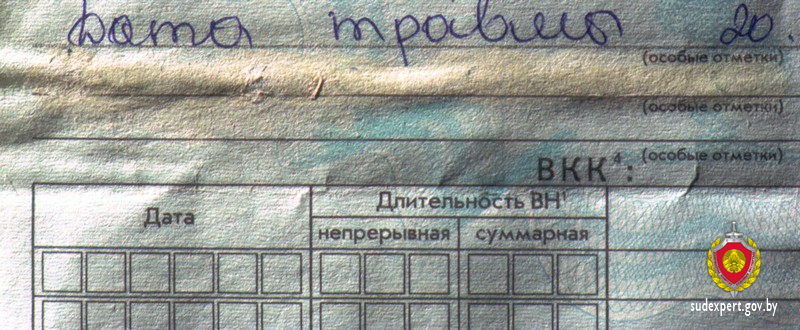 Дата травмы 20.
(особые отметки)
(особые отметки)
ВКК⁴: (особые отметки)
Дата
Длительность ВН¹
непрерывная суммарная
sudexpert.gov.by